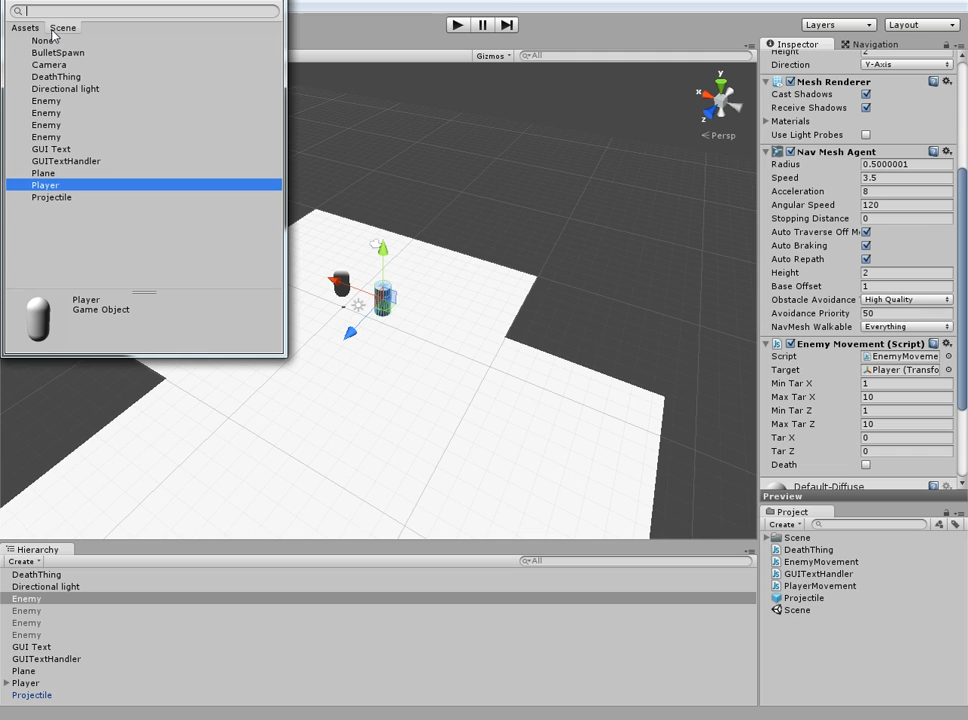 Assets Scene
None
BulletSpawn
Camera
DeathThing
Directional light
Enemy
Enemy
Enemy
Enemy
GUI Text
GUITextHandler
Plane
Player
Projectile
Player
Game Object
Layers
Layout
Gizmos
All
y
x
z
Persp
Inspector
Navigation
Height 2
Direction Y-Axis
Mesh Renderer
Cast Shadows
Receive Shadows
Materials
Use Light Probes
Nav Mesh Agent
Radius 0.5000001
Speed 3.5
Acceleration 8
Angular Speed 120
Stopping Distance 0
Auto Traverse Off M
Auto Braking
Auto Repath
Height 2
Base Offset 1
Obstacle Avoidance High Quality
Avoidance Priority 50
NavMesh Walkable Everything
Enemy Movement (Script)
Script EnemyMoveme
Target Player (Transfo
Min Tar X 1
Max Tar X 10
Min Tar Z 1
Max Tar Z 10
Tar X 0
Tar Z 0
Death
Default-Diffuse
Preview
Project
Create
Scene
DeathThing
EnemyMovement
GUITextHandler
PlayerMovement
Projectile
Scene
Hierarchy
Create
All
DeathThing
Directional light
Enemy
Enemy
Enemy
Enemy
GUI Text
GUITextHandler
Plane
Player
Projectile